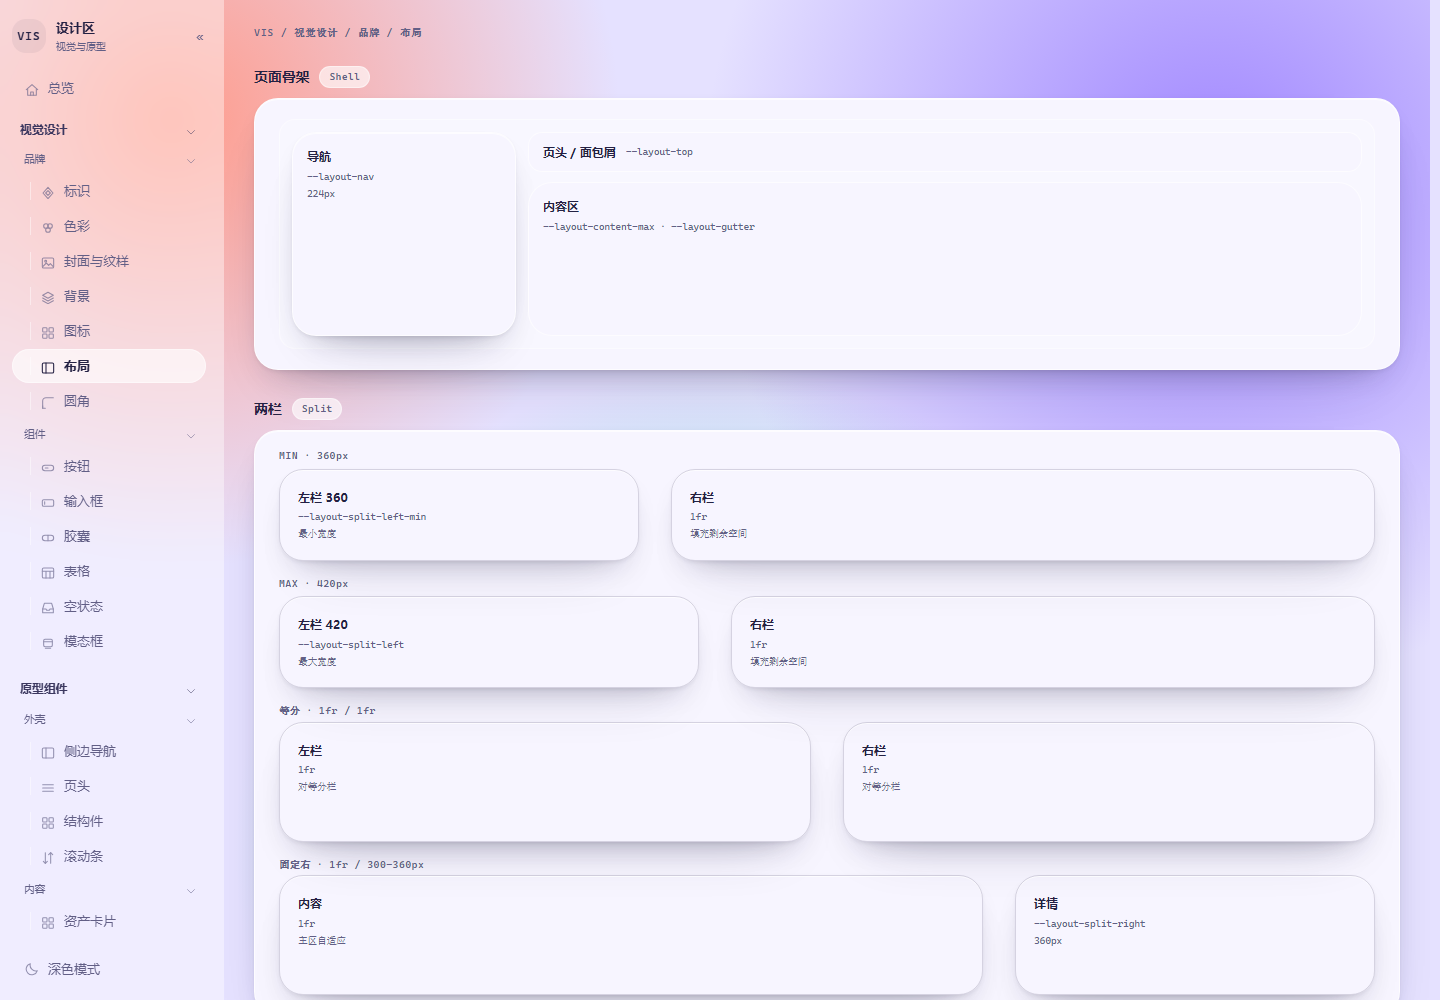 VIS
设计区
视觉与原型
«
总览
视觉设计
品牌
标识
色彩
封面与纹样
背景
图标
布局
圆角
组件
按钮
输入框
胶囊
表格
空状态
模态框
原型组件
外壳
侧边导航
页头
结构件
滚动条
内容
资产卡片
深色模式
VIS / 视觉设计 / 品牌 / 布局
页面骨架 Shell
导航
--layout-nav
224px
页头 / 面包屑 --layout-top
内容区
--layout-content-max · --layout-gutter
两栏 Split
MIN · 360px
左栏 360
--layout-split-left-min
最小宽度
右栏
1fr
填充剩余空间
MAX · 420px
左栏 420
--layout-split-left
最大宽度
右栏
1fr
填充剩余空间
等分 · 1fr / 1fr
左栏
1fr
对等分栏
右栏
1fr
对等分栏
固定右 · 1fr / 300-360px
内容
1fr
主区自适应
详情
--layout-split-right
360px